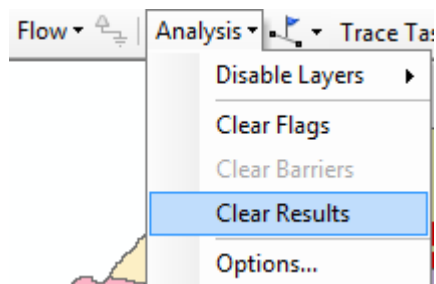 Flow Analysis Trace Tas
Disable Layers
Clear Flags
Clear Barriers
Clear Results
Options...